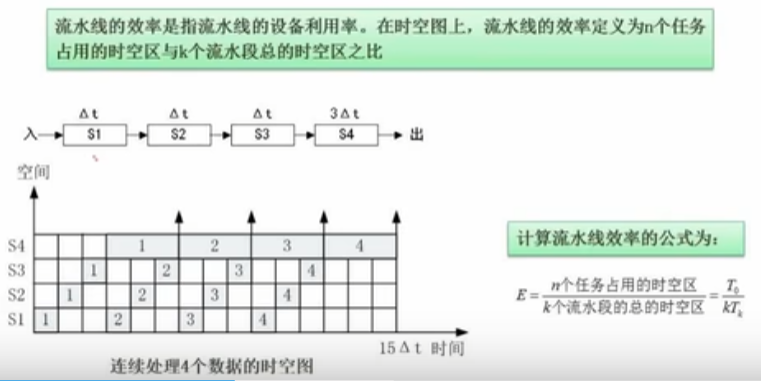 流水线的效率是指流水线的设备利用率。在时空图上，流水线的效率定义为n个任务
占用的时空区与k个流水段总的时空区之比
Δt Δt Δt 3Δt
入 S1 S2 S3 S4 出
空间
S4 1 2 3 4
S3 1 2 3 4
S2 1 2 3 4
S1 1 2 3 4
15Δt 时间
连续处理4个数据的时空图
计算流水线效率的公式为：
E = n个任务占用的时空区 / k个流水段的总的时空区 = T₀ / kTₖ